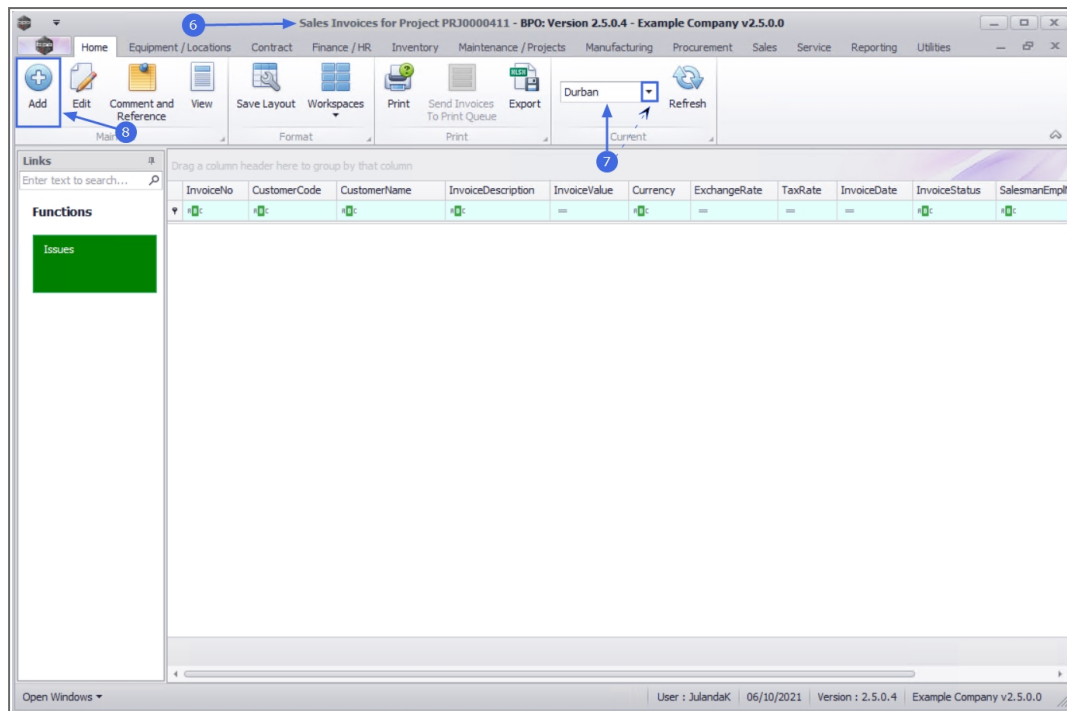 6
Sales Invoices for Project PRJ0000411 - BPO: Version 2.5.0.4 - Example Company v2.5.0.0
Home Equipment / Locations Contract Finance / HR Inventory Maintenance / Projects Manufacturing Procurement Sales Service Reporting Utilities
Add Edit Comment and Reference View Save Layout Workspaces Print Send Invoices To Print Queue Export Durban Refresh
8
Format Print Current
7
Links
Drag a column header here to group by that column
Enter text to search...
InvoiceNo CustomerCode CustomerName InvoiceDescription InvoiceValue Currency ExchangeRate TaxRate InvoiceDate InvoiceStatus
Functions
Issues
Open Windows
User : JulandaK 06/10/2021 Version : 2.5.0.4 Example Company v2.5.0.0